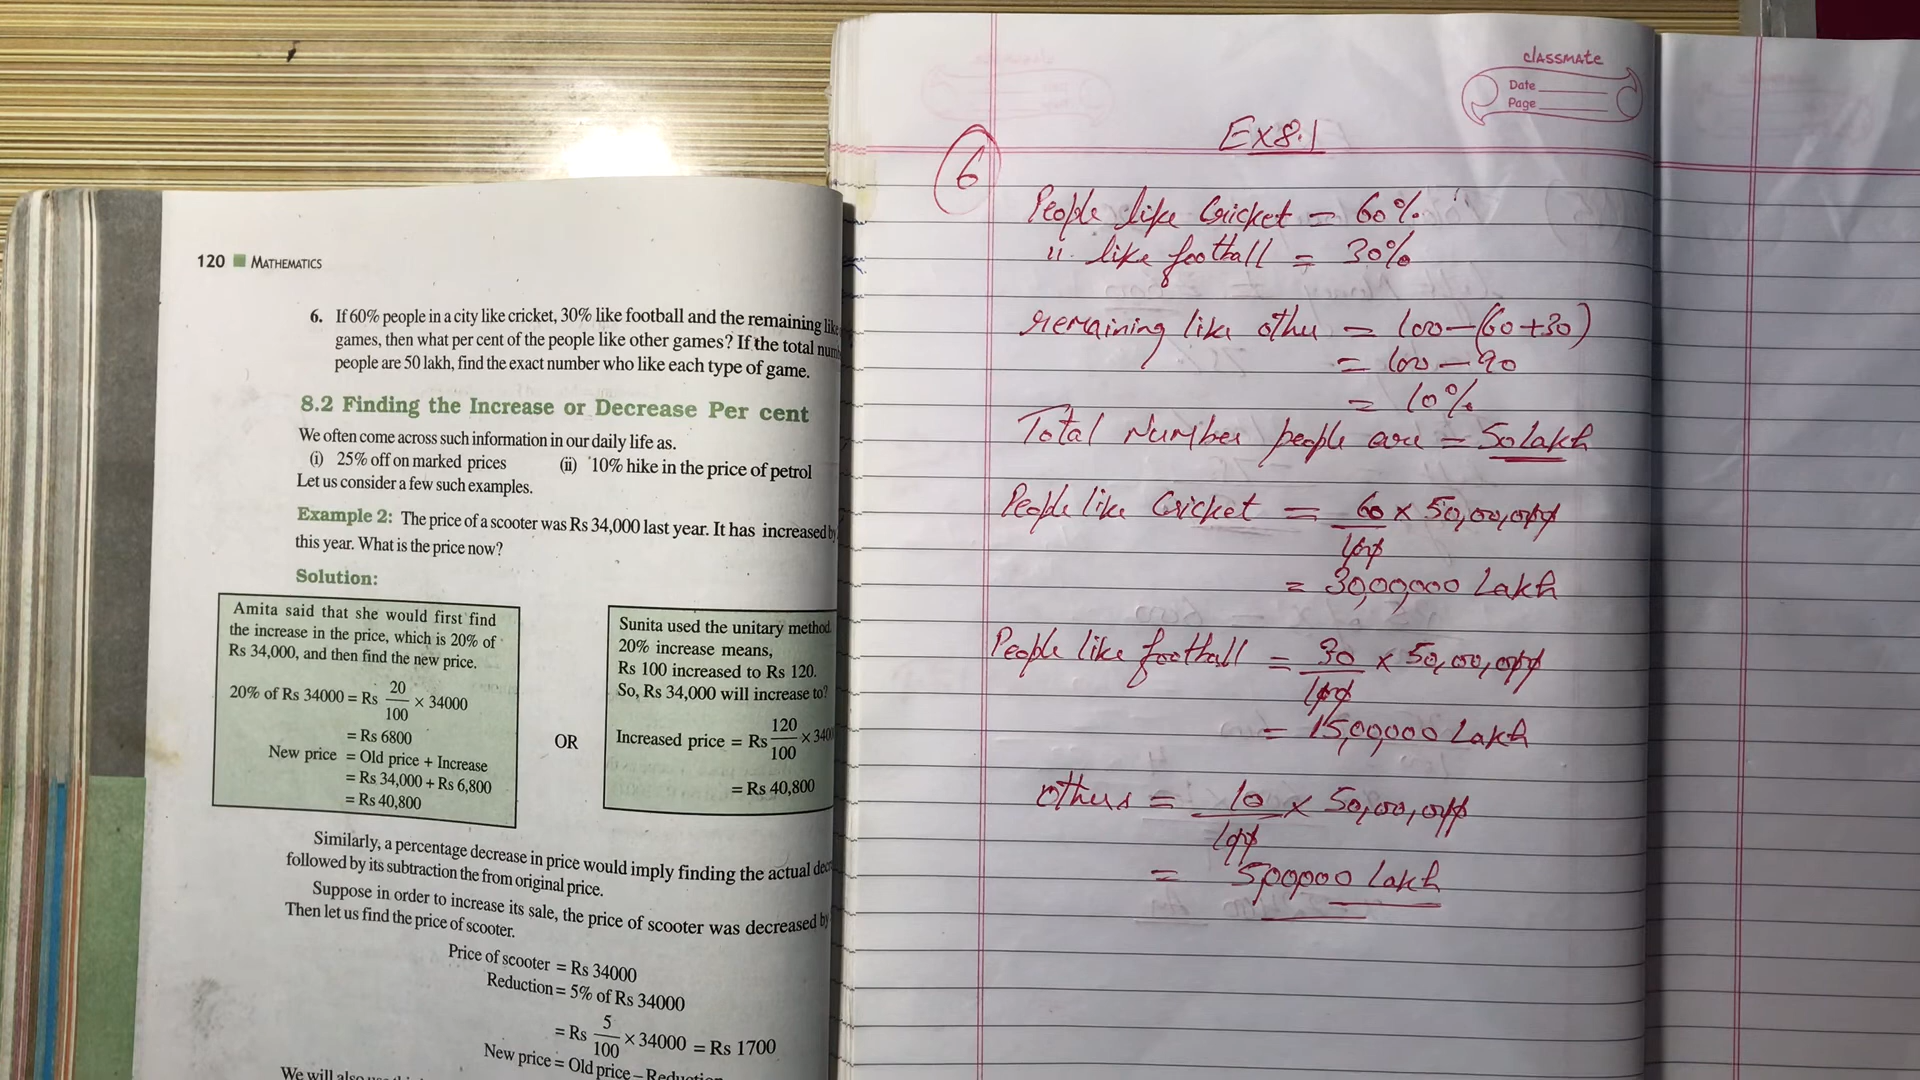 120 MATHEMATICS
6. If 60% people in a city like cricket, 30% like football and the remaining like
games, then what per cent of the people like other games? If the total num
people are 50 lakh, find the exact number who like each type of game.
8.2 Finding the Increase or Decrease Per cent
We often come across such information in our daily life as.
(i) 25% off on marked prices (ii) 10% hike in the price of petrol
Let us consider a few such examples.
Example 2: The price of a scooter was Rs 34,000 last year. It has increased by
this year. What is the price now?
Solution:
Amita said that she would first find
the increase in the price, which is 20% of
Rs 34,000, and then find the new price.
20% of Rs 34000 = Rs 20/100 × 34000
= Rs 6800
New price = Old price + Increase
= Rs 34,000 + Rs 6,800
= Rs 40,800
OR
Sunita used the unitary method.
20% increase means,
Rs 100 increased to Rs 120.
So, Rs 34,000 will increase to?
Increased price = Rs 120/100 × 340
= Rs 40,800
Similarly, a percentage decrease in price would imply finding the actual dec
followed by its subtraction the from original price.
Suppose in order to increase its sale, the price of scooter was decreased by
Then let us find the price of scooter.
Price of scooter = Rs 34000
Reduction = 5% of Rs 34000
= Rs 5/100 × 34000 = Rs 1700
New price = Old price – Reduction
We will also
classmate
Date
Page
Ex 8.1
6
People like Cricket = 60%
11. like football = 30%
remaining like othe = 100-(60+30)
= 100-90
= 10%
Total Number people are = 50 lakh
People like Cricket = 60/100 × 50,00,000
= 30,00,000 Lakh
People like football = 30/100 × 50,00,000
= 15,00,000 Lakh
others = 10/100 × 50,00,000
= 5,00,000 lakh